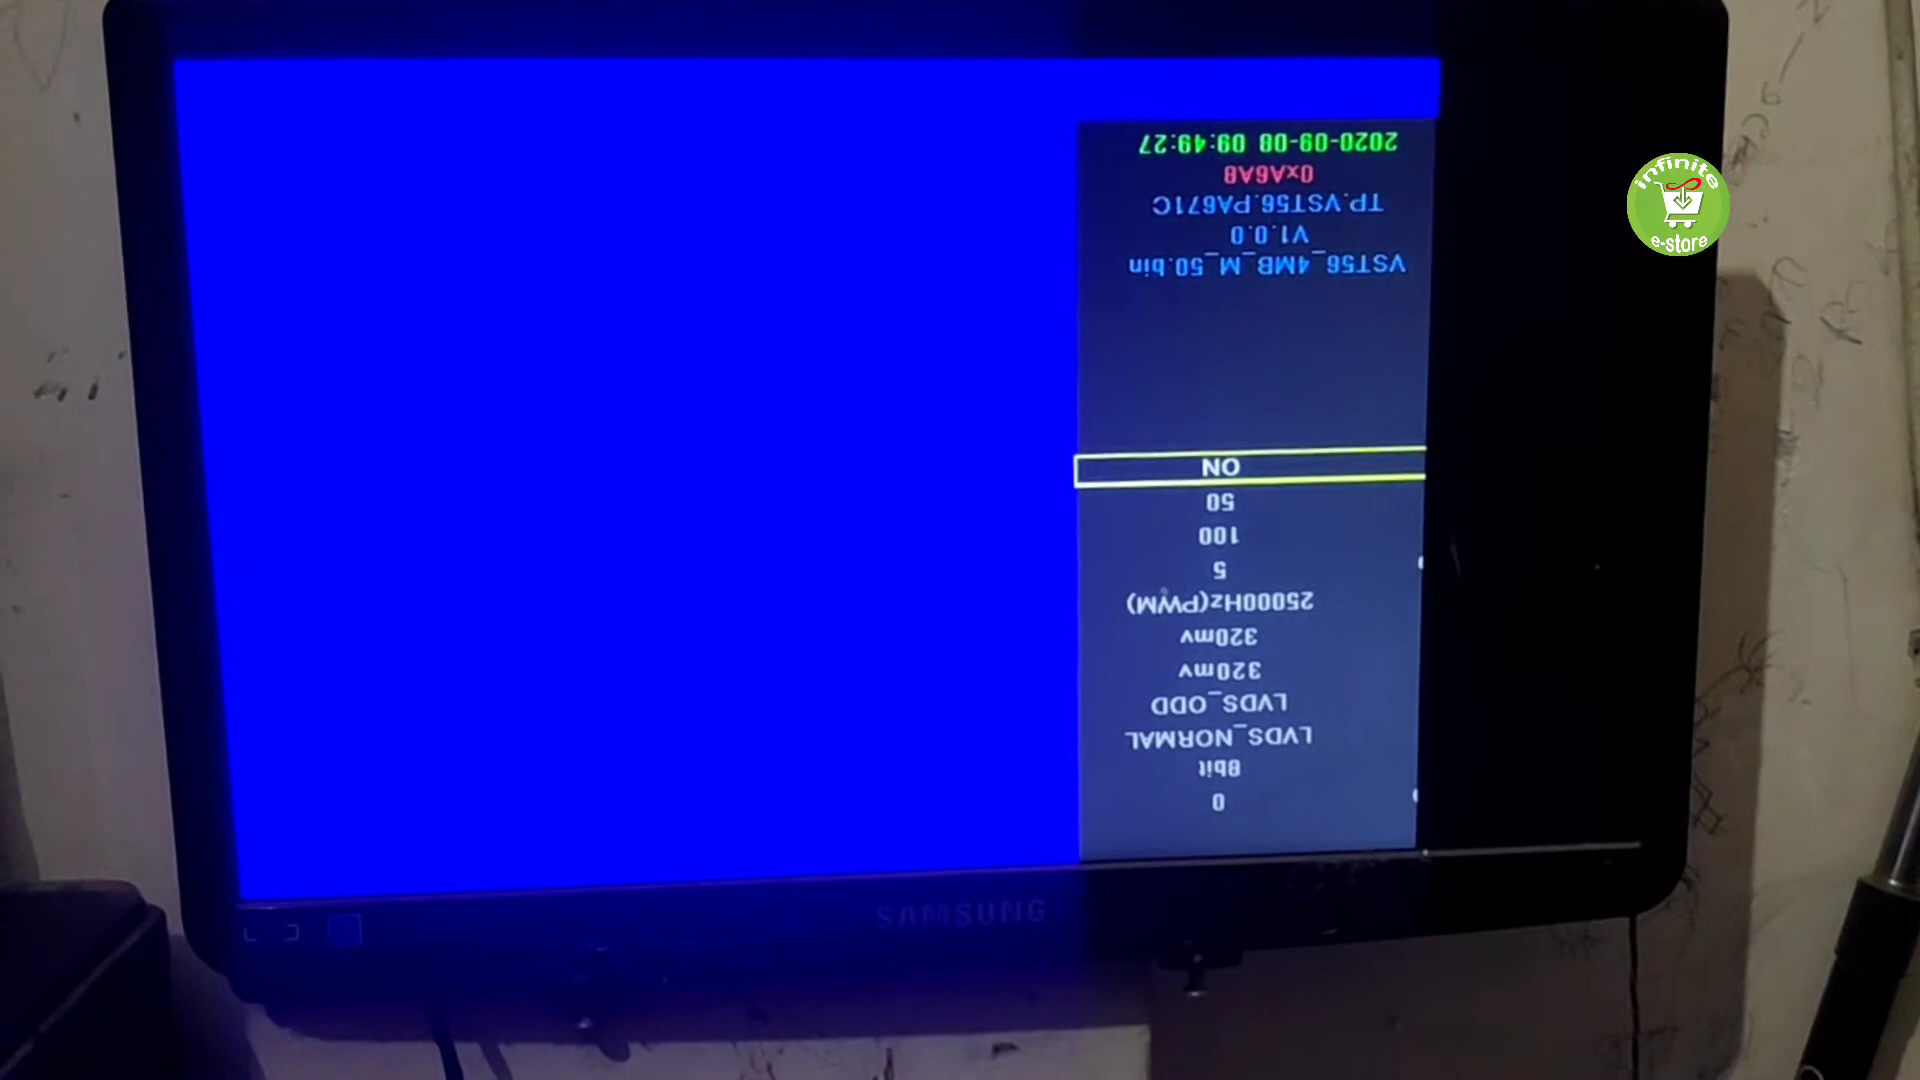 2020-09-08 09:49:27
0xA6A8
TP.VST56.PA671C
V1.0.0
VST56_4MB_M_50.bin
ON
50
100
5
25000Hz(PWM)
320mv
320mv
LVDS_ODD
LVDS_NORMAL
8bit
0
SAMSUNG
infinite
e-store